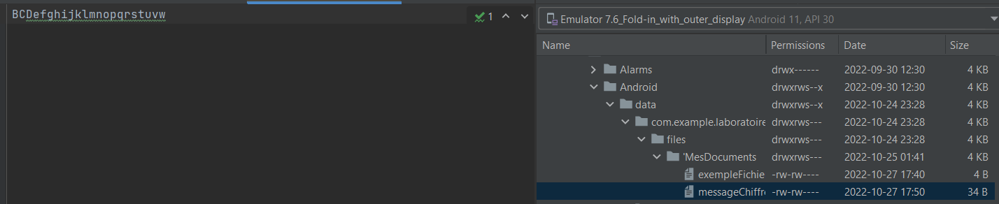 BCDefghijklmnopqrstuvw
1
Emulator 7.6_Fold-in_with_outer_display Android 11, API 30
Name Permissions Date Size
Alarms drwx------ 2022-09-30 12:30 4 KB
Android drwxrws--x 2022-09-30 12:30 4 KB
data drwxrws--x 2022-10-24 23:28 4 KB
com.example.laboratoire drwxrws--- 2022-10-24 23:28 4 KB
files drwxrws--- 2022-10-24 23:28 4 KB
'MesDocuments drwxrws--- 2022-10-25 01:41 4 KB
exempleFichie -rw-rw---- 2022-10-27 17:40 4 B
messageChiffre -rw-rw---- 2022-10-27 17:50 34 B